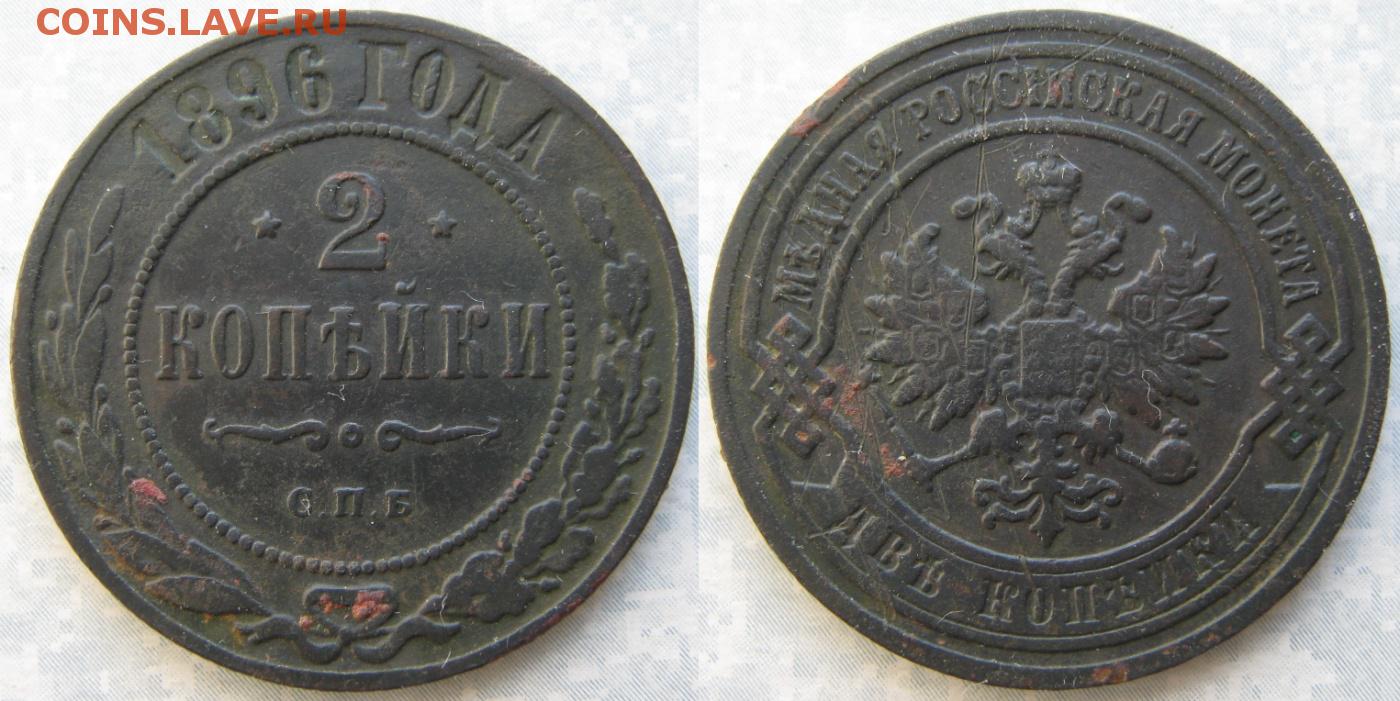 COINS.LAVE.RU
1896 ГОДА
2
КОПѢЙКИ
С.П.Б
МѢДНАЯ РОССІЙСКАЯ МОНЕТА
ДВѢ КОПѢЙКИ